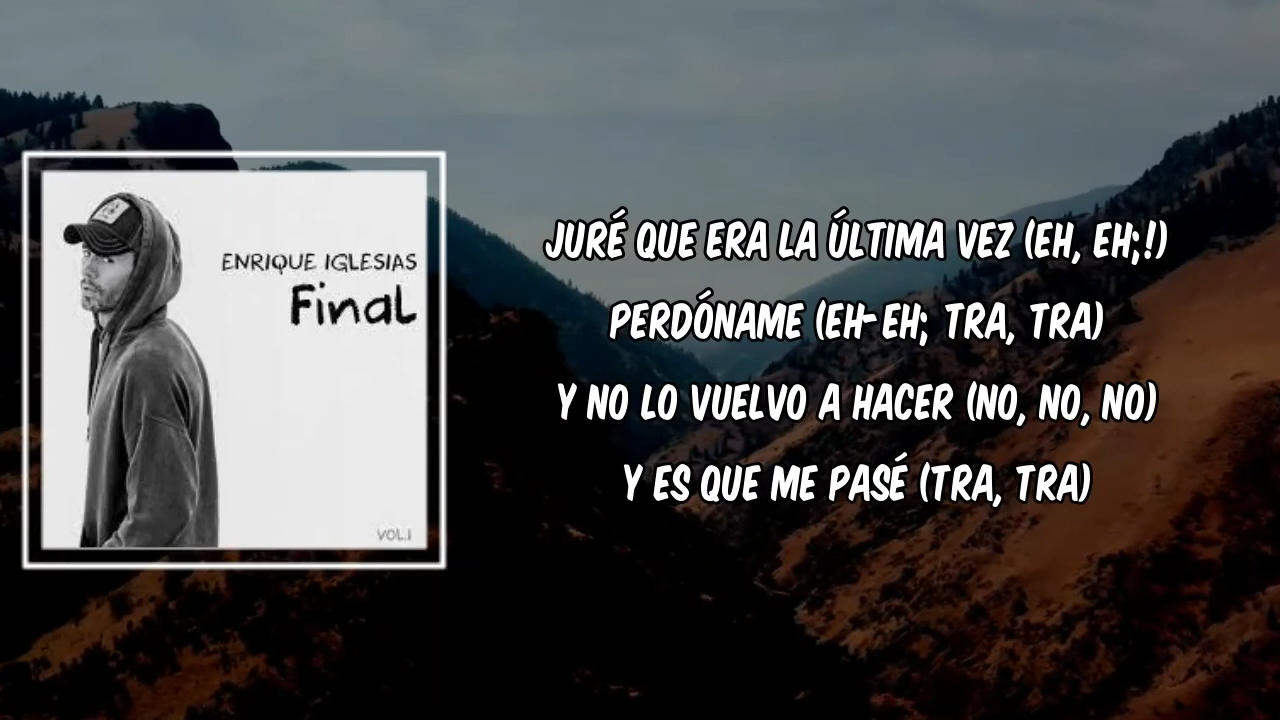 ENRIQUE IGLESIAS
Final
VOL.1
JURÉ QUE ERA LA ÚLTIMA VEZ (EH, EH;!)
PERDÓNAME (EH-EH; TRA, TRA)
Y NO LO VUELVO A HACER (NO, NO, NO)
Y ES QUE ME PASÉ (TRA, TRA)